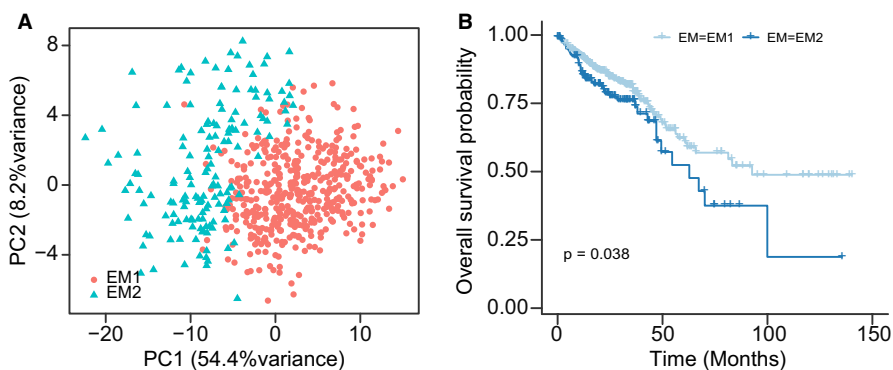 A
8
4
0
−4
PC2 (8.2%variance)
EM1
EM2
−20
−10
0
10
PC1 (54.4%variance)
B
EM=EM1
EM=EM2
1.00
0.75
0.50
0.25
0.00
Overall survival probability
p = 0.038
0
50
100
150
Time (Months)